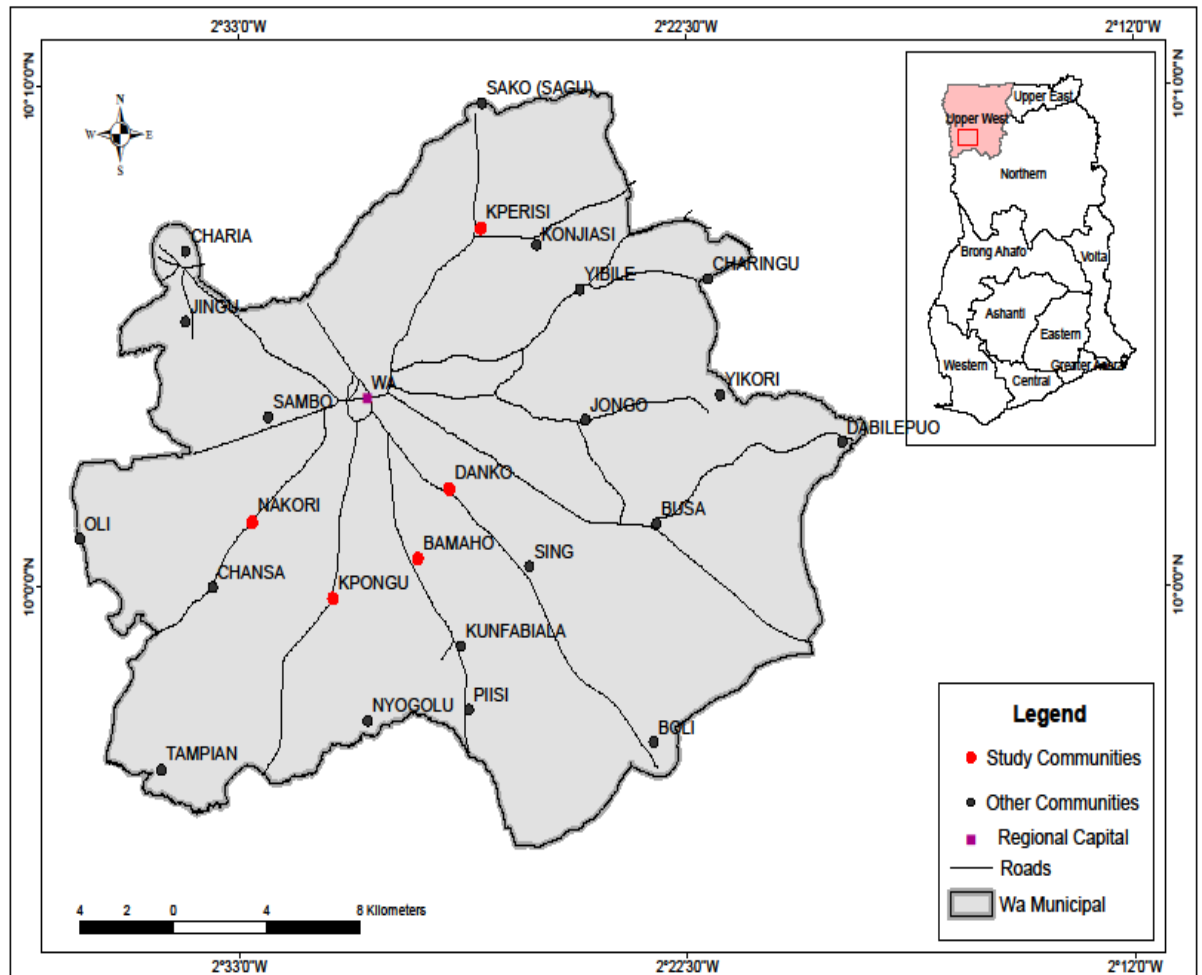 2°33'0"W
2°22'30"W
2°12'0"W
10°10'0"N
10°10'0"N
N
W
E
S
SAKO (SAGU)
KPERISI
KONJIASI
CHARIA
YIBILE
CHARINGU
JINGU
WA
YIKORI
SAMBO
JONGO
DABILEPUO
DANKO
NAKORI
BUSA
OLI
BAMAHO
SING
CHANSA
KPONGU
10°0'0"N
10°0'0"N
KUNFABIALA
PIISI
NYOGOLU
BOLI
TAMPIAN
Upper East
Upper West
Northern
Brong Ahafo
Volta
Ashanti
Eastern
Western
Greater Accra
Central
Legend
Study Communities
Other Communities
Regional Capital
Roads
Wa Municipal
4 2 0 4 8 Kilometers
2°33'0"W
2°22'30"W
2°12'0"W